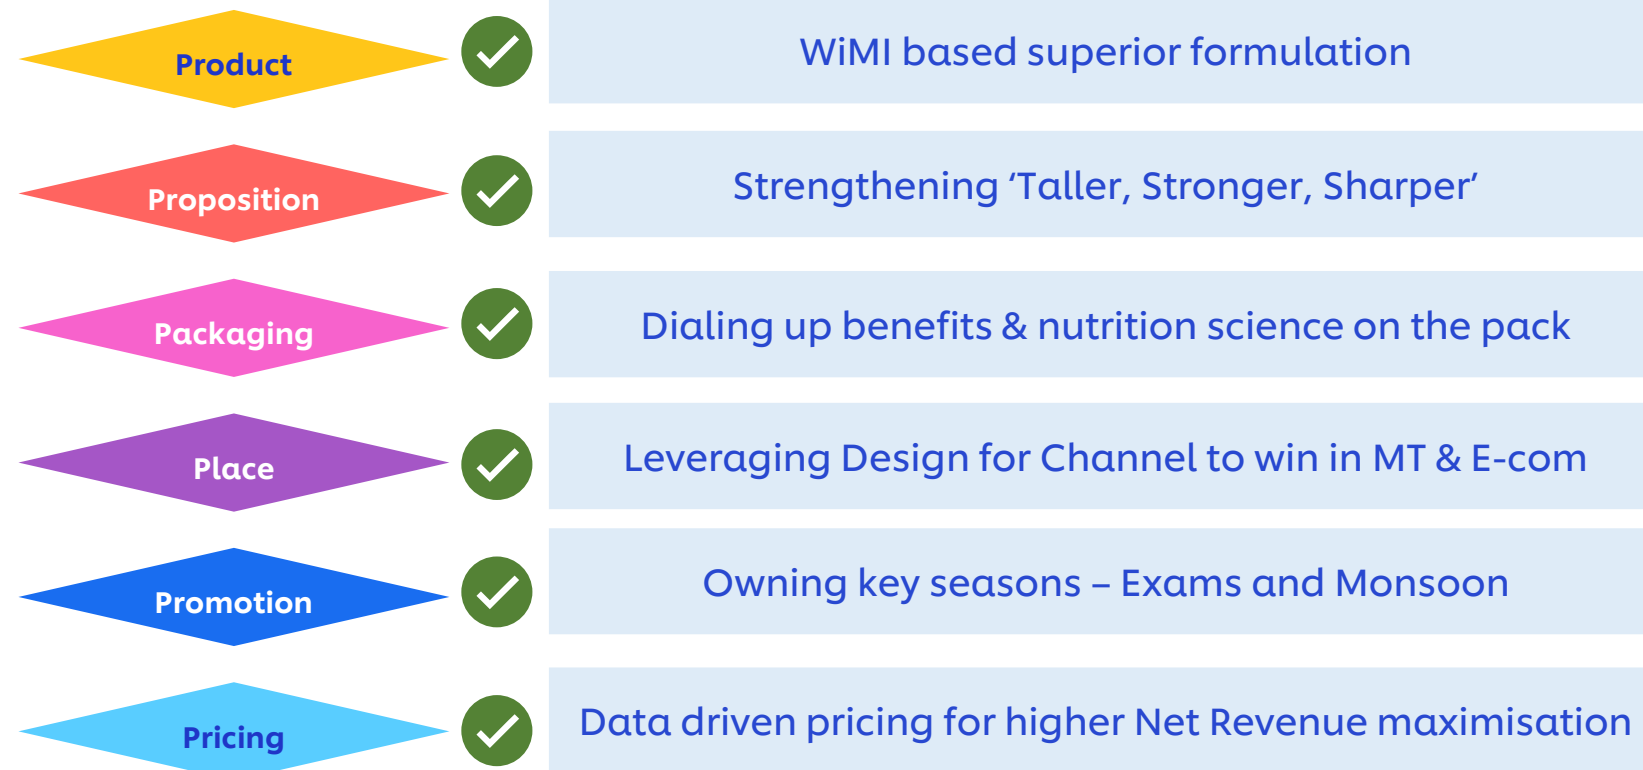 Product
WiMI based superior formulation
Proposition
Strengthening ‘Taller, Stronger, Sharper’
Packaging
Dialing up benefits & nutrition science on the pack
Place
Leveraging Design for Channel to win in MT & E-com
Promotion
Owning key seasons – Exams and Monsoon
Pricing
Data driven pricing for higher Net Revenue maximisation